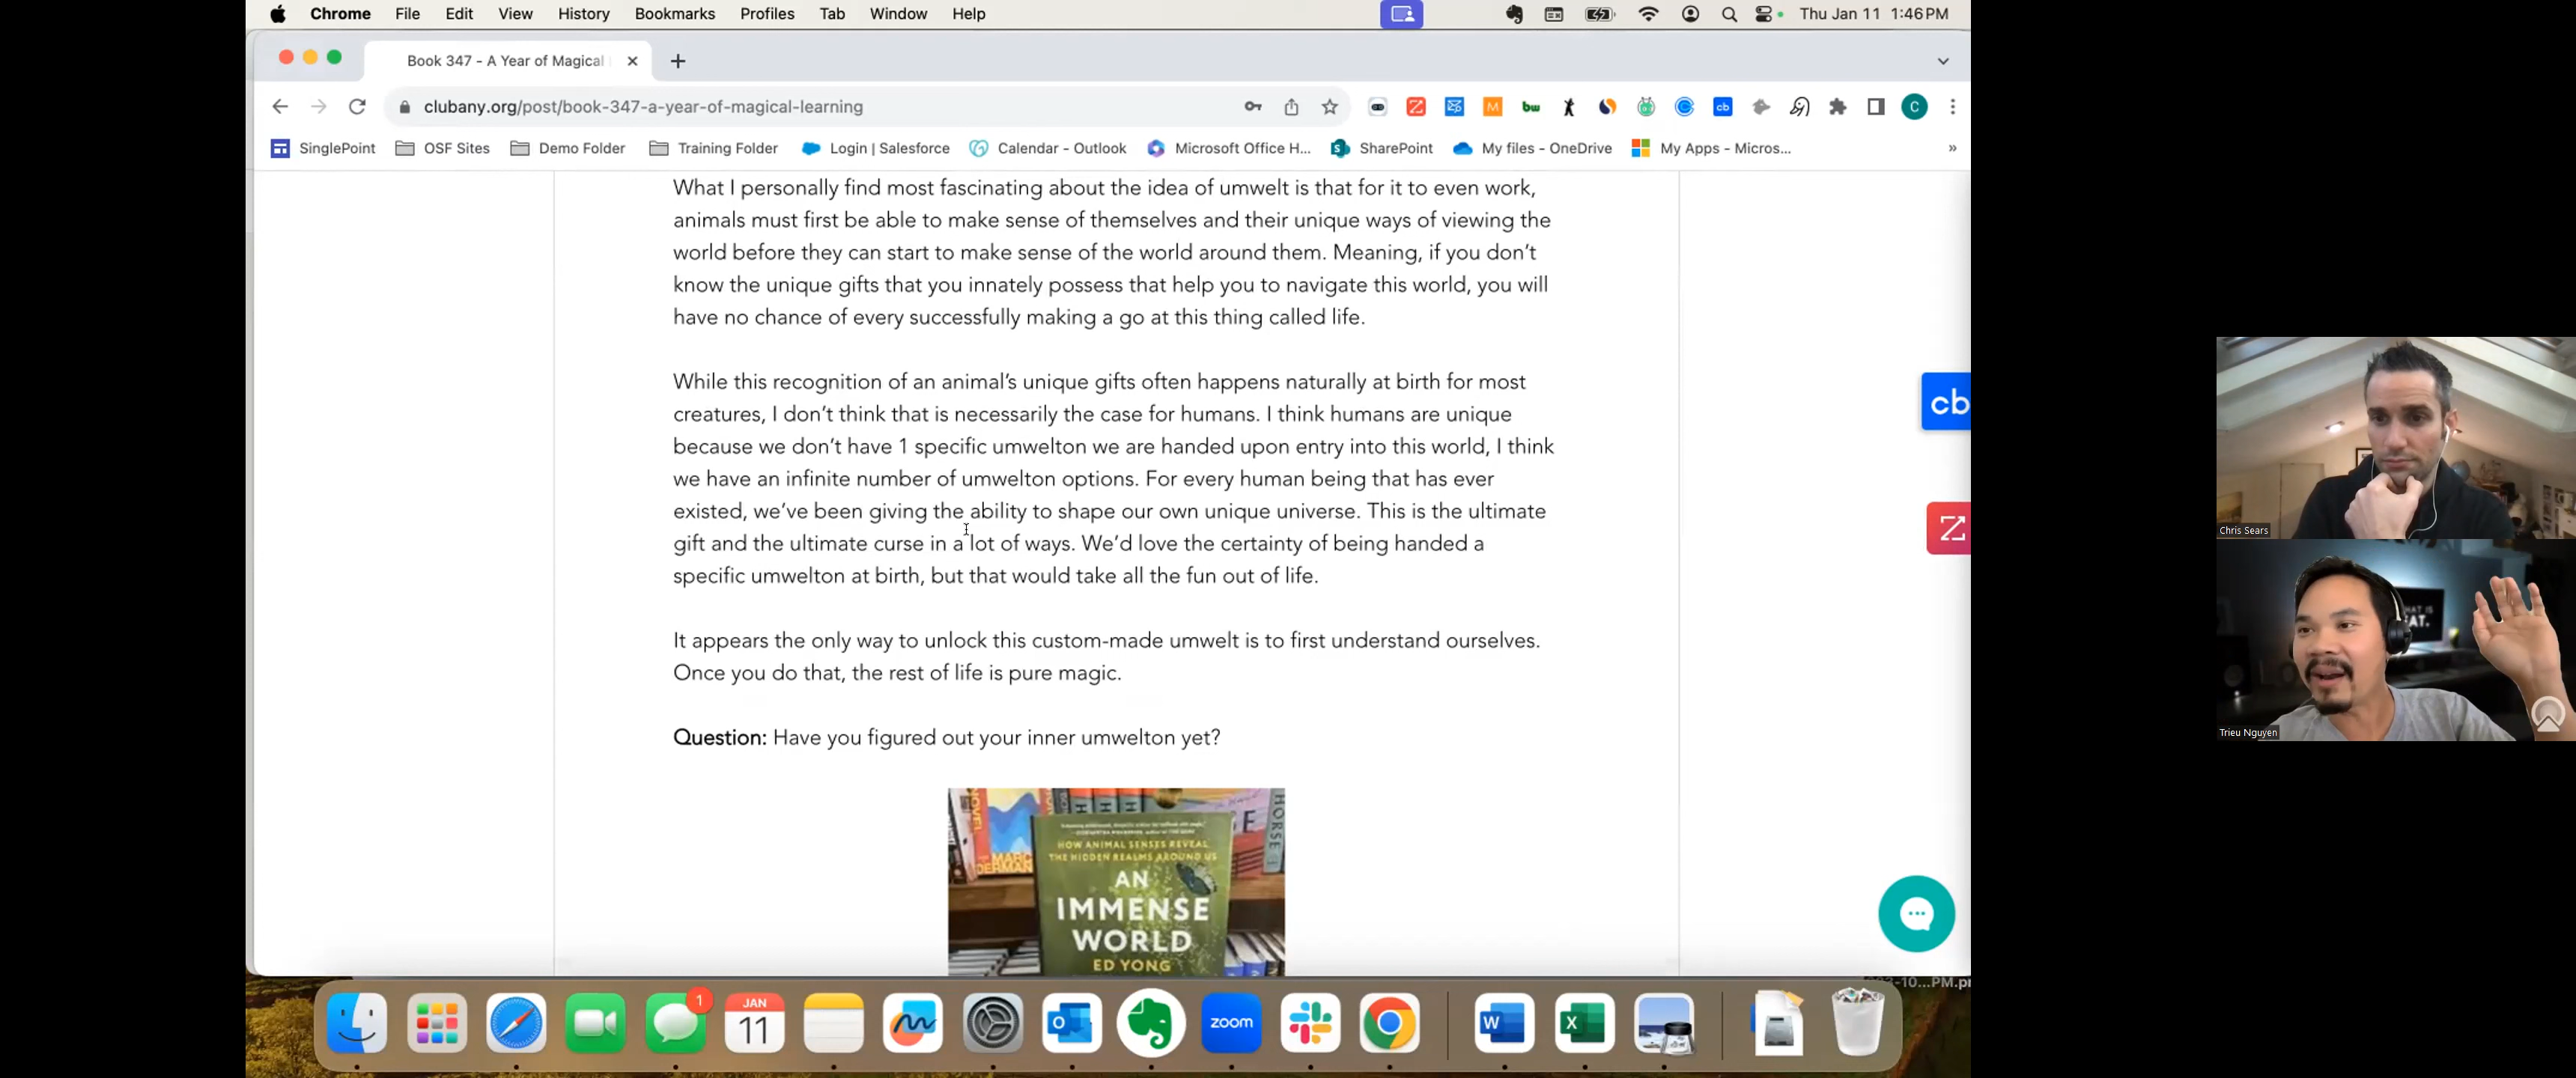 Chrome File Edit View History Bookmarks Profiles Tab Window Help Thu Jan 11 1:46 PM
Book 347 - A Year of Magical
clubany.org/post/book-347-a-year-of-magical-learning
M bw cb C
SinglePoint OSF Sites Demo Folder Training Folder Login | Salesforce Calendar - Outlook Microsoft Office H... SharePoint My files - OneDrive My Apps - Micros... »
What I personally find most fascinating about the idea of umwelt is that for it to even work,
animals must first be able to make sense of themselves and their unique ways of viewing the
world before they can start to make sense of the world around them. Meaning, if you don't
know the unique gifts that you innately possess that help you to navigate this world, you will
have no chance of every successfully making a go at this thing called life.
While this recognition of an animal's unique gifts often happens naturally at birth for most
creatures, I don't think that is necessarily the case for humans. I think humans are unique
because we don't have 1 specific umwelton we are handed upon entry into this world, I think
we have an infinite number of umwelton options. For every human being that has ever
existed, we've been giving the ability to shape our own unique universe. This is the ultimate
gift and the ultimate curse in a lot of ways. We'd love the certainty of being handed a
specific umwelton at birth, but that would take all the fun out of life.
It appears the only way to unlock this custom-made umwelt is to first understand ourselves.
Once you do that, the rest of life is pure magic.
Question: Have you figured out your inner umwelton yet?
cb
Z
MARC
DERMAN
HORSE
HOW ANIMAL SENSES REVEAL
THE HIDDEN REALMS AROUND US
AN
IMMENSE
WORLD
ED YONG
-10...PM.p
1
JAN
11
zoom
W
X
Chris Sears
HAT IS
EAT.
Trieu Nguyen